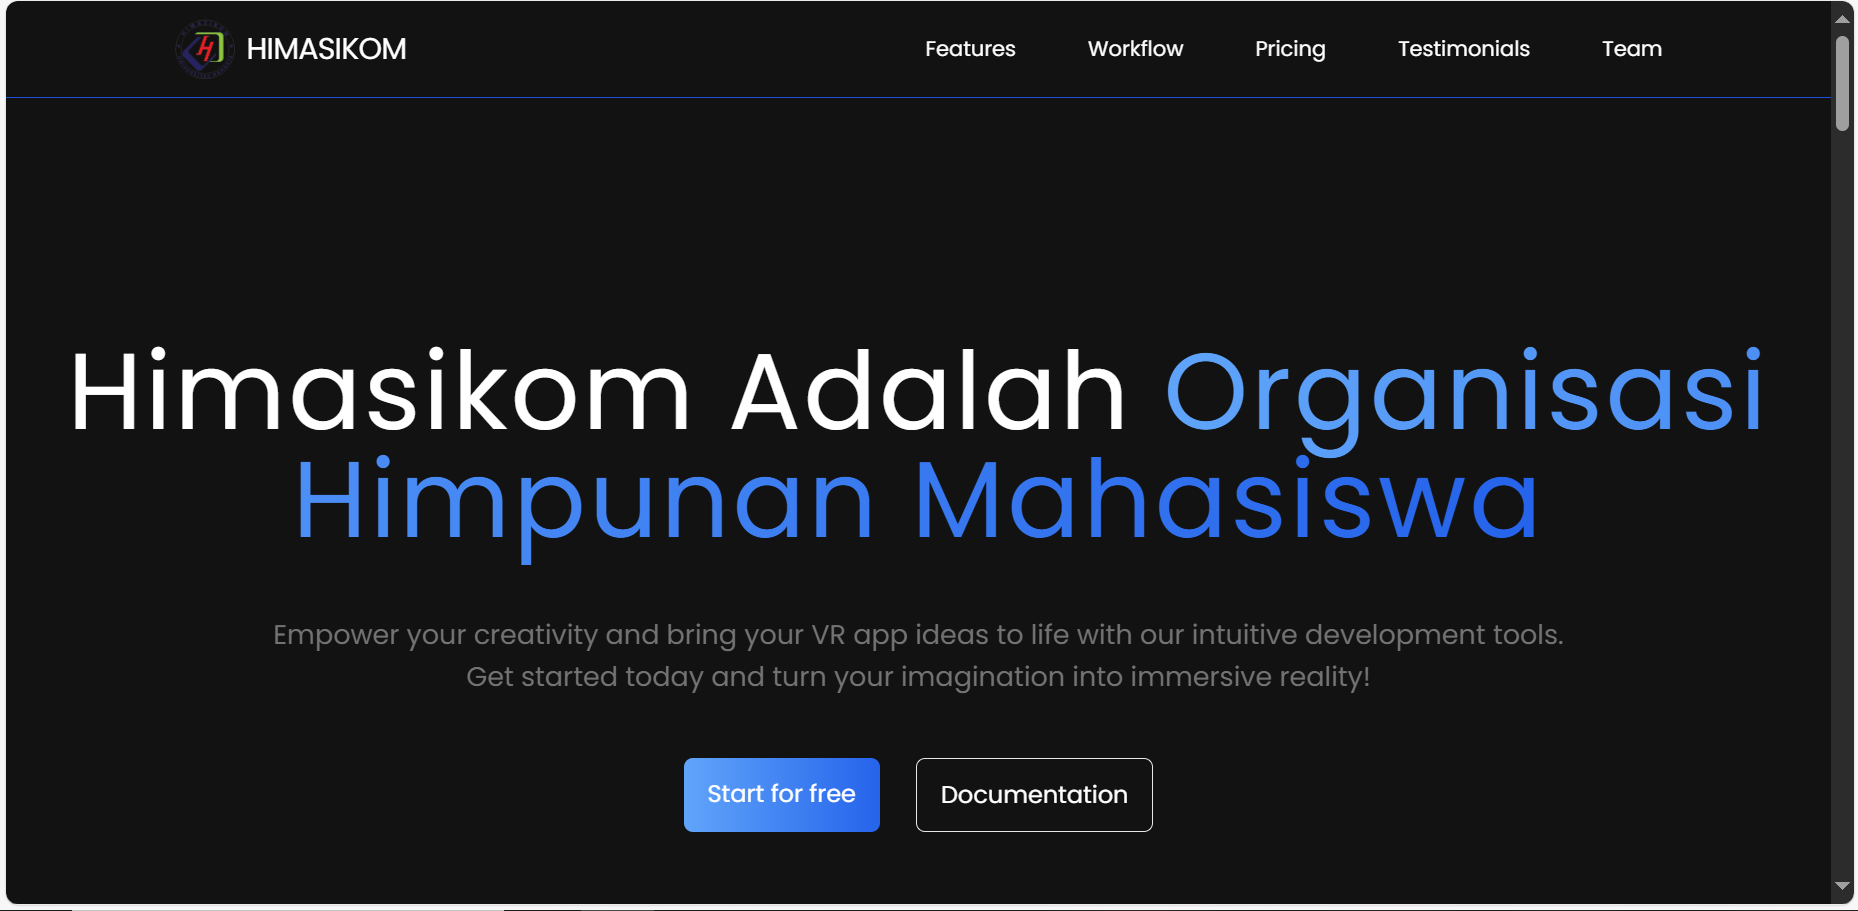 HIMASIKOM
Features
Workflow
Pricing
Testimonials
Team
Himasikom Adalah Organisasi
Himpunan Mahasiswa
Empower your creativity and bring your VR app ideas to life with our intuitive development tools.
Get started today and turn your imagination into immersive reality!
Start for free
Documentation